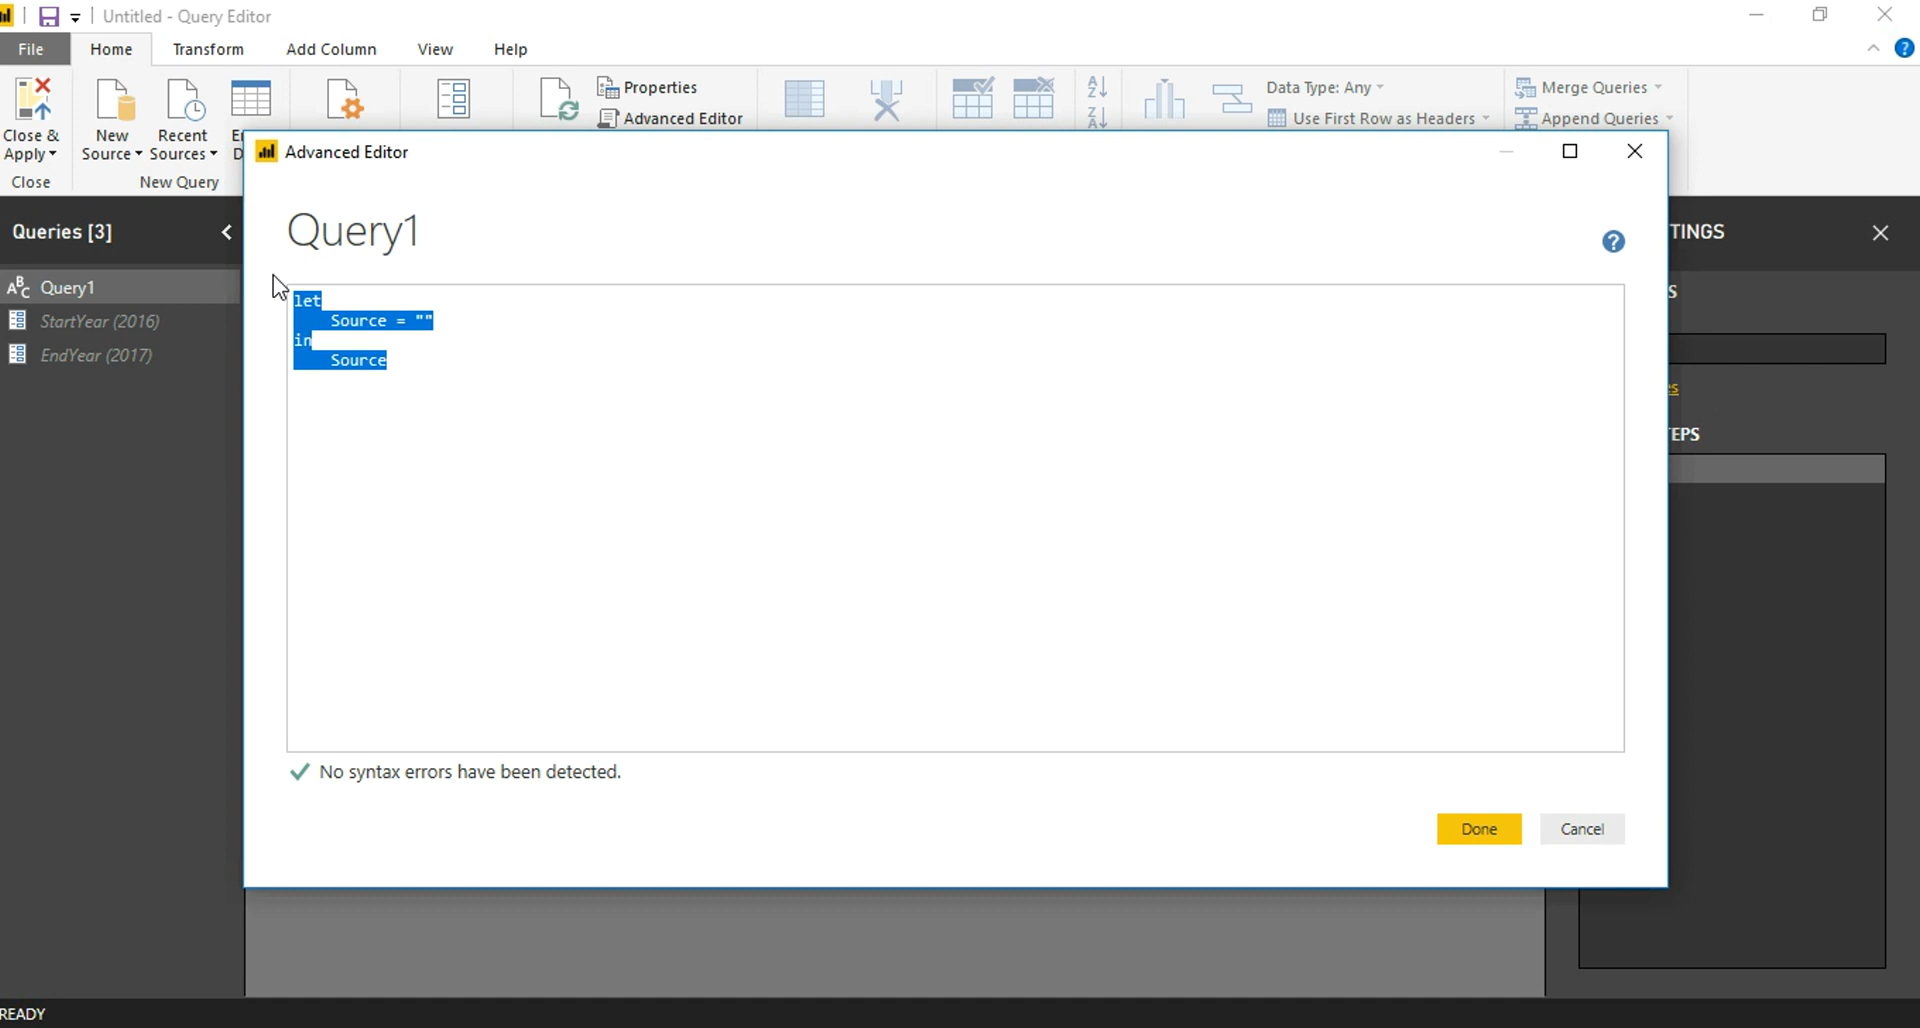 Untitled - Query Editor
File Home Transform Add Column View Help
Close & Apply
New Source
Recent Sources
Properties
Advanced Editor
Data Type: Any
Use First Row as Headers
Merge Queries
Append Queries
Close
New Query
Advanced Editor
Queries [3]
Query1
StartYear (2016)
EndYear (2017)
Query1
let
Source = ""
in
Source
No syntax errors have been detected.
Done Cancel
TINGS
S
es
TEPS
READY